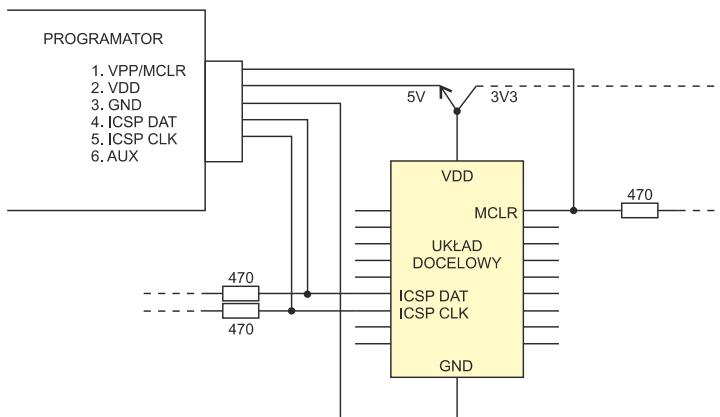 PROGRAMATOR
1. VPP/MCLR
2. VDD
3. GND
4. ICSP DAT
5. ICSP CLK
6. AUX
5V
3V3
VDD
MCLR
470
UKŁAD
DOCELOWY
470
ICSP DAT
ICSP CLK
470
GND